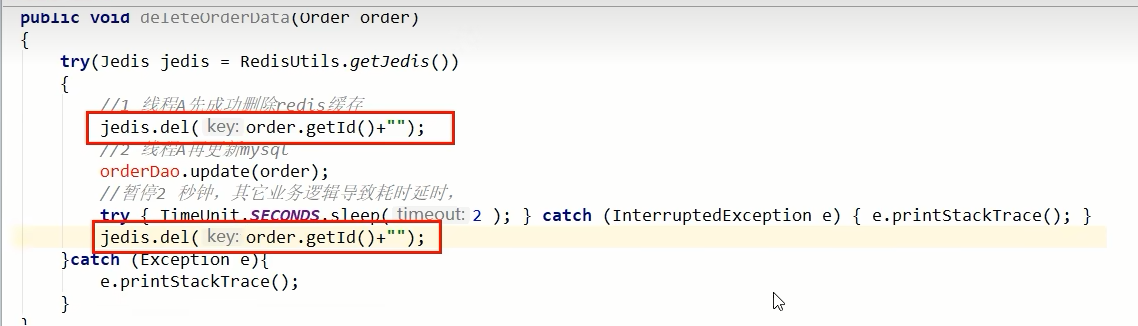 public void deleteOrderData(Order order)
{
try(Jedis jedis = RedisUtils.getJedis())
{
//1 线程A先成功删除redis缓存
jedis.del( key: order.getId()+"");
//2 线程A再更新mysql
orderDao.update(order);
//暂停2 秒钟，其它业务逻辑导致耗时延时，
try { TimeUnit.SECONDS.sleep( timeout: 2 ); } catch (InterruptedException e) { e.printStackTrace(); }
jedis.del( key: order.getId()+"");
}catch (Exception e){
e.printStackTrace();
}
}